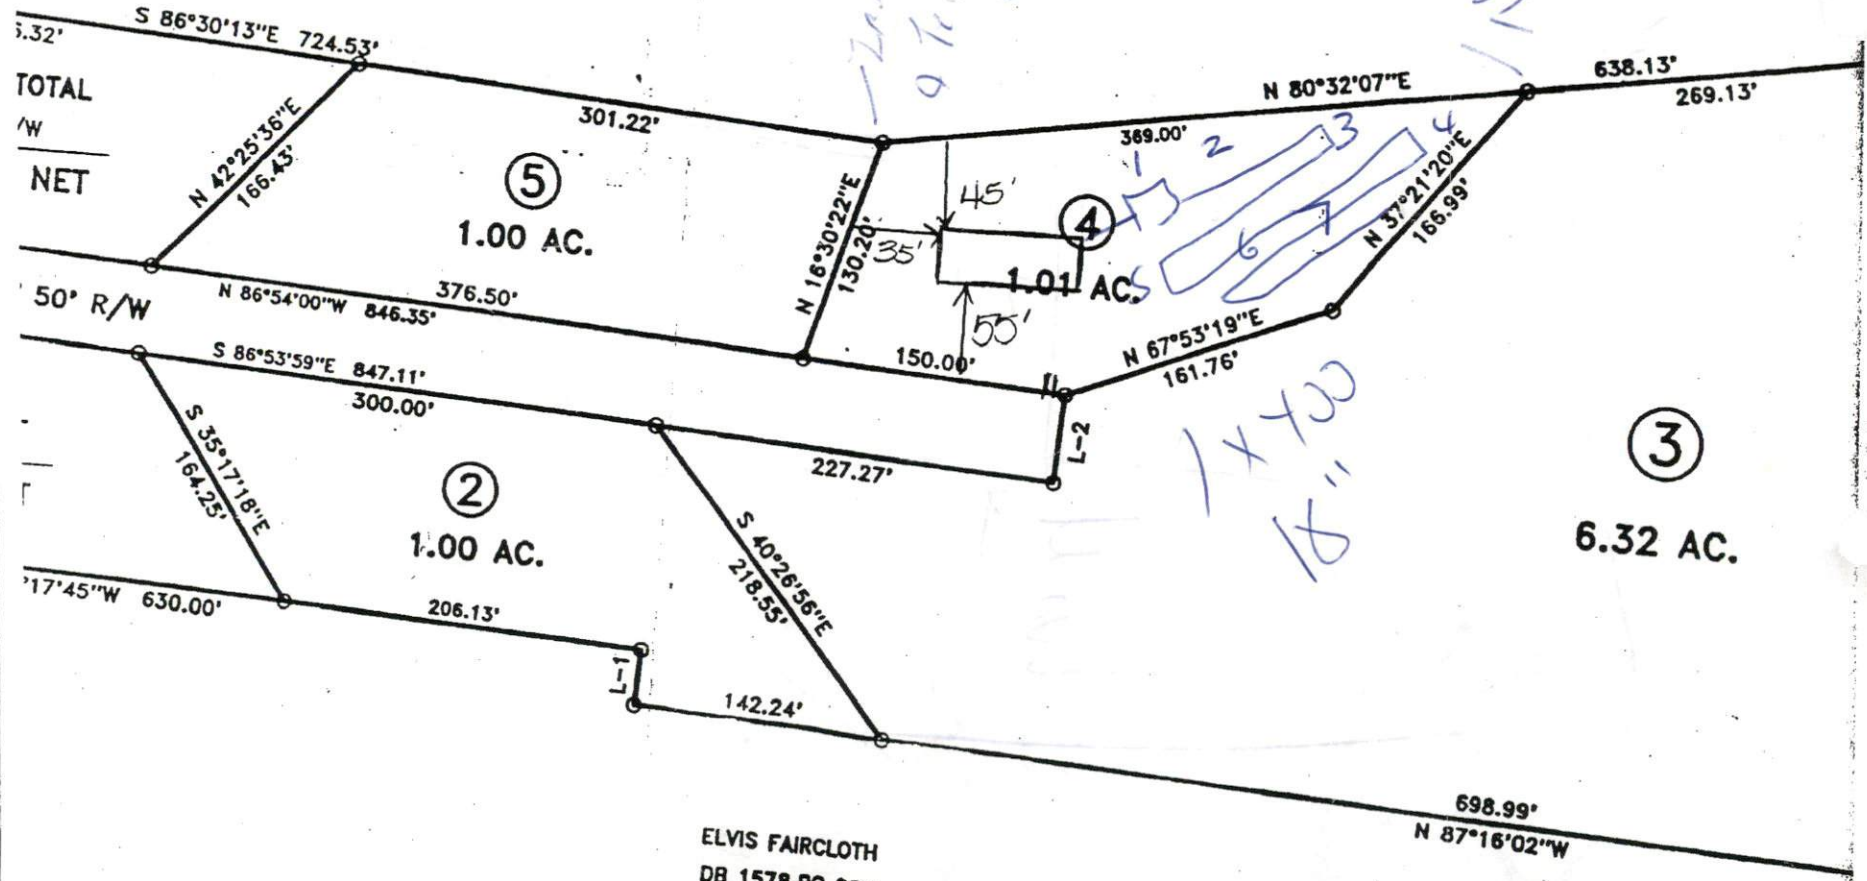 S 86°30'13"E 724.53'
.32'
TOTAL
/W
NET
N 42°25'36"E
166.43'
301.22'
5
1.00 AC.
N 80°32'07"E
369.00'
638.13'
269.13'
1 2 3 4
45'
35'
4
1.01 AC.
5 6 7
N 16°30'22"E
130.20'
N 37°21'20"E
166.99'
50' R/W
N 86°54'00"W 846.35'
376.50'
55'
150.00'
N 67°53'19"E
161.76'
S 86°53'59"E 847.11'
300.00'
227.27'
L-2
1 x 400
18"
3
6.32 AC.
S 35°17'18"E
164.25'
2
1.00 AC.
S 40°26'56"E
218.55'
17'45"W 630.00'
206.13'
L-1
142.24'
698.99'
N 87°16'02"W
ELVIS FAIRCLOTH
DB 1578 PG